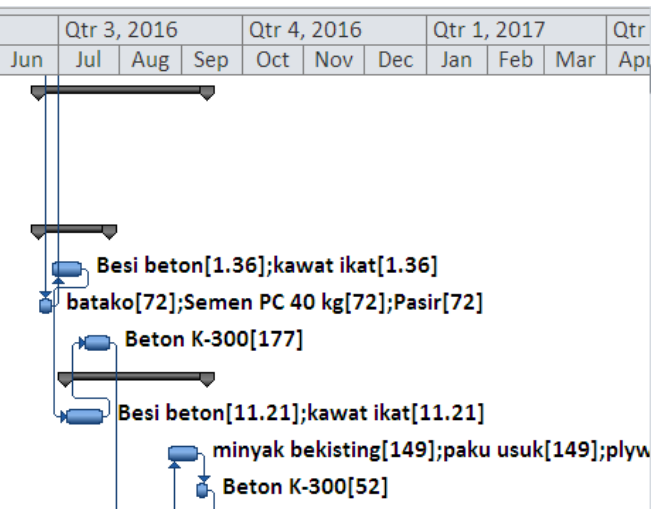 Qtr 3, 2016 Qtr 4, 2016 Qtr 1, 2017 Qtr
Jun Jul Aug Sep Oct Nov Dec Jan Feb Mar Apr
Besi beton[1.36];kawat ikat[1.36]
batako[72];Semen PC 40 kg[72];Pasir[72]
Beton K-300[177]
Besi beton[11.21];kawat ikat[11.21]
minyak bekisting[149];paku usuk[149];plyw
Beton K-300[52]